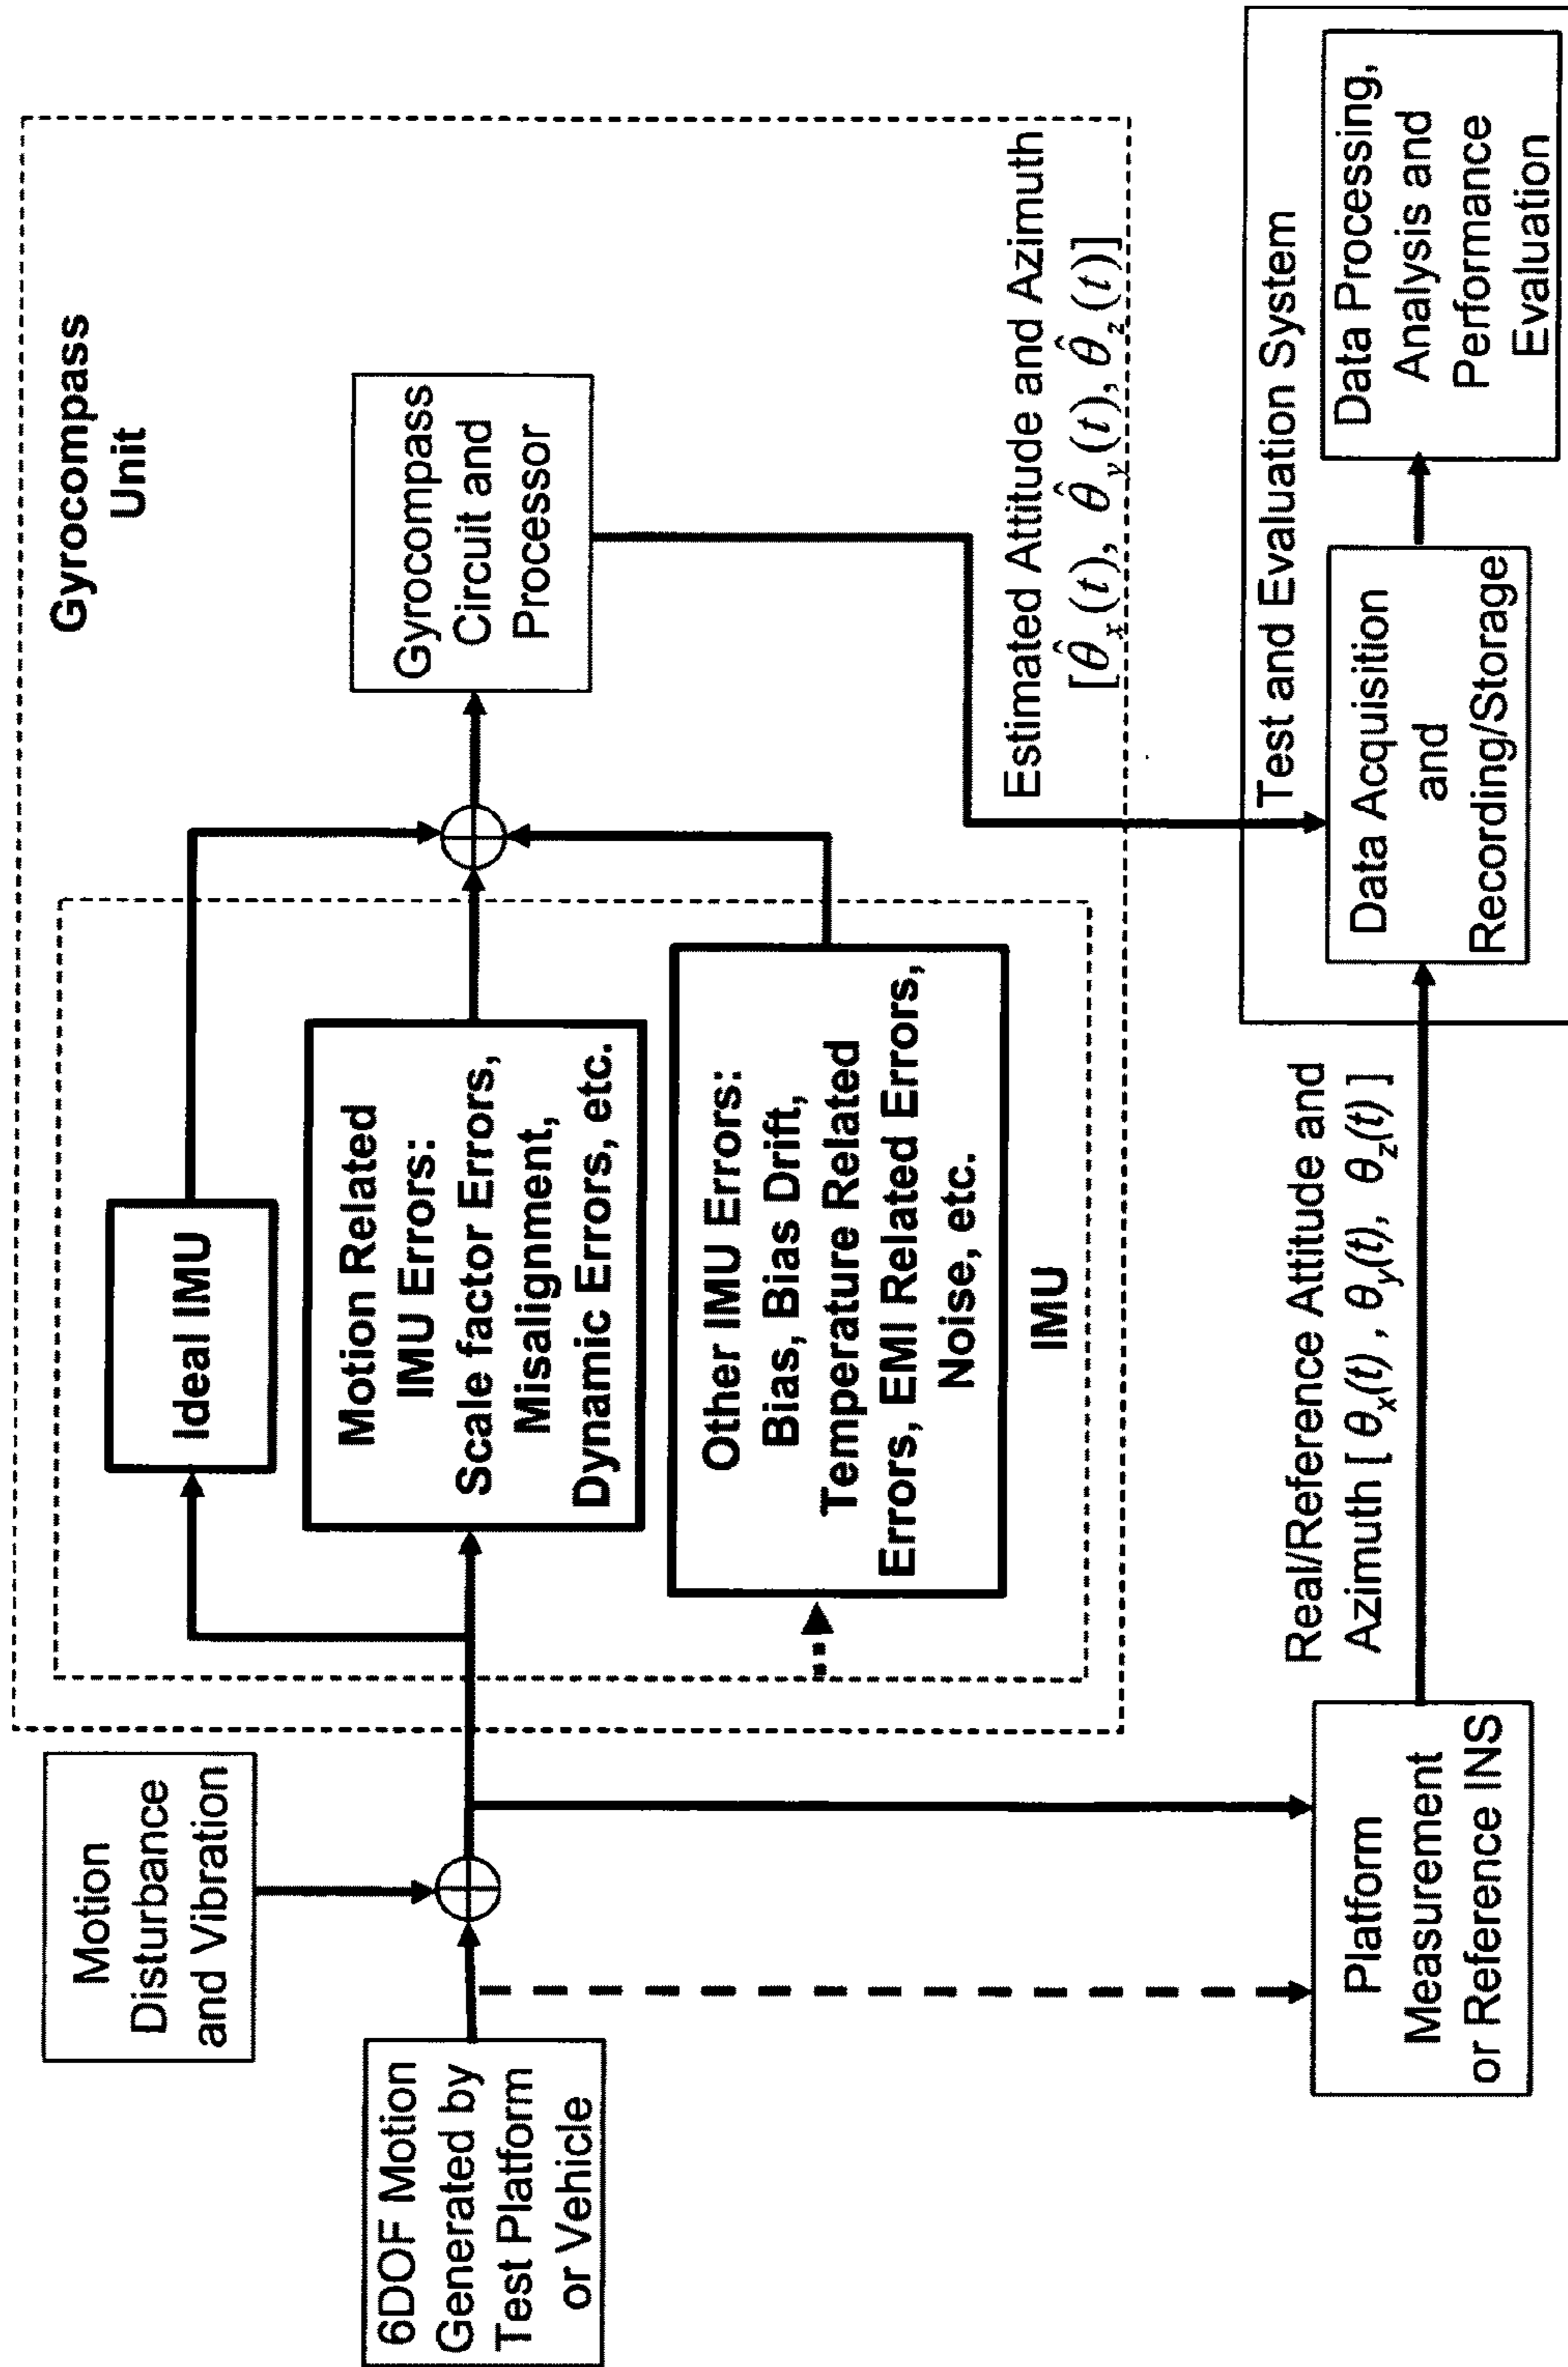 Gyrocompass
Unit
Motion
Disturbance
and Vibration
6DOF Motion
Generated by
Test Platform
or Vehicle
Ideal IMU
Motion Related
IMU Errors:
Scale factor Errors,
Misalignment,
Dynamic Errors, etc.
Other IMU Errors:
Bias, Bias Drift,
Temperature Related
Errors, EMI Related Errors,
Noise, etc.
IMU
Gyrocompass
Circuit and
Processor
Estimated Attitude and Azimuth
[θ̂x(t), θ̂y(t), θ̂z(t)]
Platform
Measurement
or Reference INS
Real/Reference Attitude and
Azimuth [ θx(t) , θy(t), θz(t) ]
Test and Evaluation System
Data Acquisition
and
Recording/Storage
Data Processing,
Analysis and
Performance
Evaluation